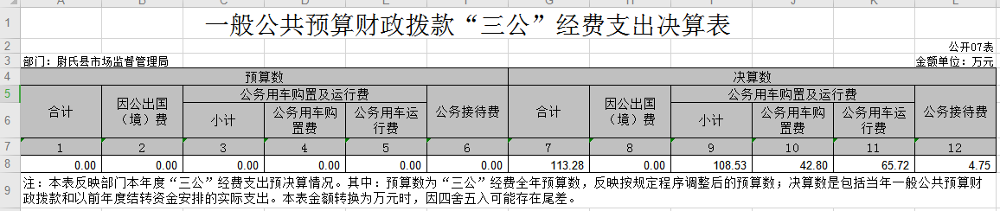 A B C D E F G H I J K L
1 一般公共预算财政拨款“三公”经费支出决算表
2 公开07表
3 部门：尉氏县市场监督管理局 金额单位：万元
4 预算数 决算数
5 合计 因公出国（境）费 公务用车购置及运行费 公务接待费 合计 因公出国（境）费 公务用车购置及运行费 公务接待费
6 小计 公务用车购置费 公务用车运行费 小计 公务用车购置费 公务用车运行费
7 1 2 3 4 5 6 7 8 9 10 11 12
8 0.00 0.00 0.00 0.00 0.00 0.00 113.28 0.00 108.53 42.80 65.72 4.75
9 注：本表反映部门本年度“三公”经费支出预决算情况。其中：预算数为“三公”经费全年预算数，反映按规定程序调整后的预算数；决算数是包括当年一般公共预算财
政拨款和以前年度结转资金安排的实际支出。本表金额转换为万元时，因四舍五入可能存在尾差。